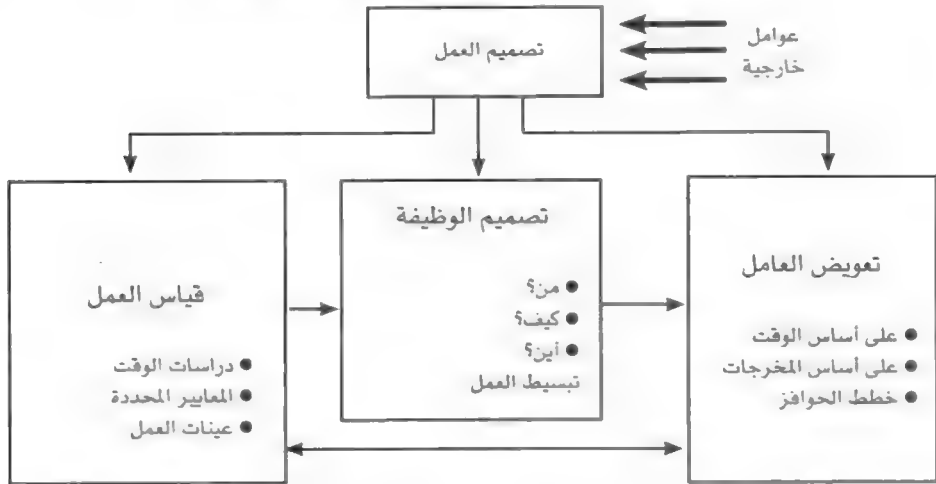 تصميم العمل
عوامل
خارجية
تصميم الوظيفة
● من؟
● كيف؟
● أين؟
تبسيط العمل
قياس العمل
● دراسات الوقت
● المعايير المحددة
● عينات العمل
تعويض العامل
● على أساس الوقت
● على أساس المخرجات
● خطط الحوافز